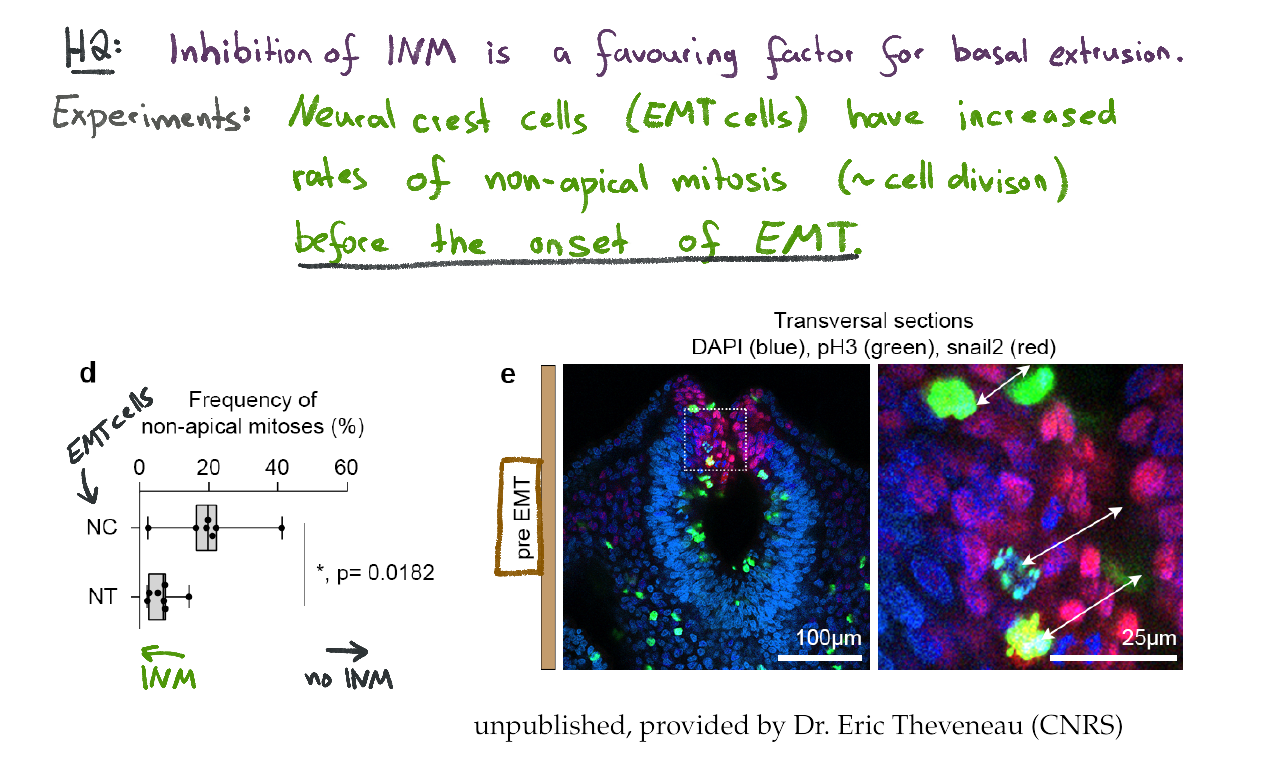 H2: Inhibition of INM is a favouring factor for basal extrusion.
Experiments: Neural crest cells (EMT cells) have increased
rates of non-apical mitosis (~ cell divison)
before the onset of EMT.
Transversal sections
DAPI (blue), pH3 (green), snail2 (red)
d
e
EMT cells
Frequency of
non-apical mitoses (%)
0 20 40 60
NC
NT
*, p= 0.0182
INM
no INM
pre EMT
100µm
25µm
unpublished, provided by Dr. Eric Theveneau (CNRS)